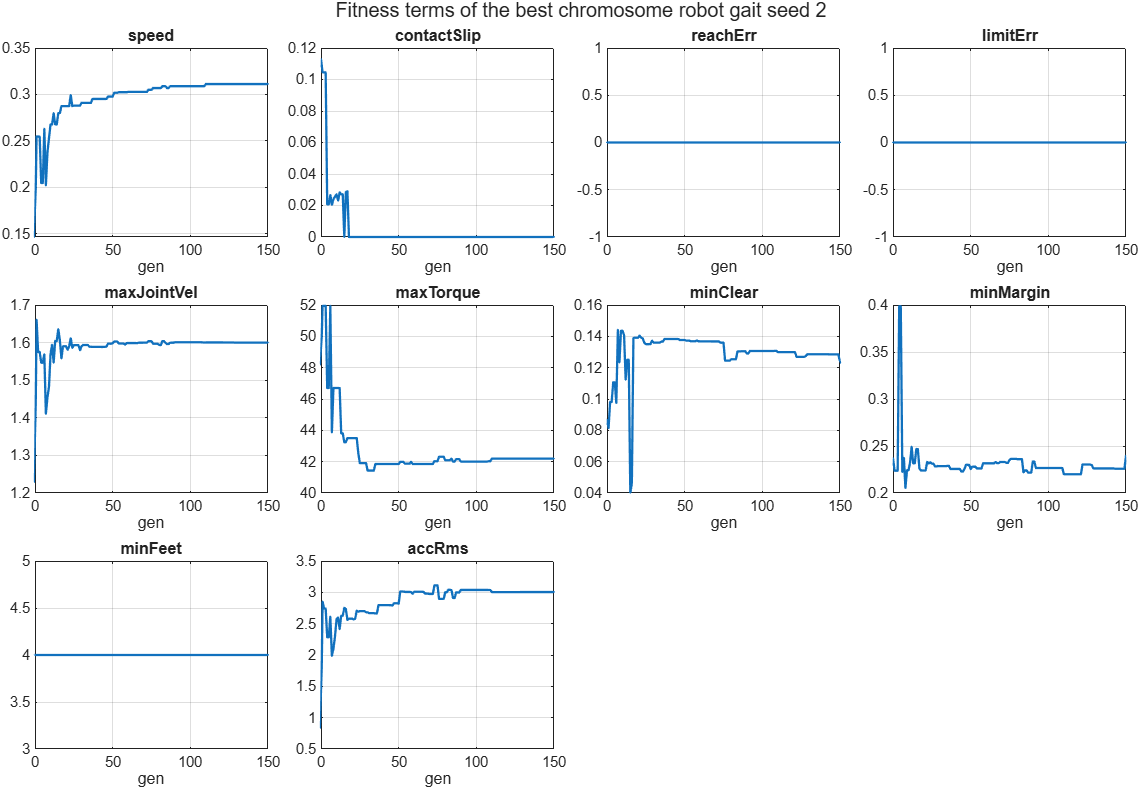 Fitness terms of the best chromosome robot gait seed 2
speed
contactSlip
reachErr
limitErr
0.35
0.3
0.25
0.2
0.15
0 50 100 150
gen
0.12
0.1
0.08
0.06
0.04
0.02
0
0 50 100 150
gen
1
0.5
0
-0.5
-1
0 50 100 150
gen
1
0.5
0
-0.5
-1
0 50 100 150
gen
maxJointVel
maxTorque
minClear
minMargin
1.7
1.6
1.5
1.4
1.3
1.2
0 50 100 150
gen
52
50
48
46
44
42
40
0 50 100 150
gen
0.16
0.14
0.12
0.1
0.08
0.06
0.04
0 50 100 150
gen
0.4
0.35
0.3
0.25
0.2
0 50 100 150
gen
minFeet
accRms
5
4.5
4
3.5
3
0 50 100 150
gen
3.5
3
2.5
2
1.5
1
0.5
0 50 100 150
gen